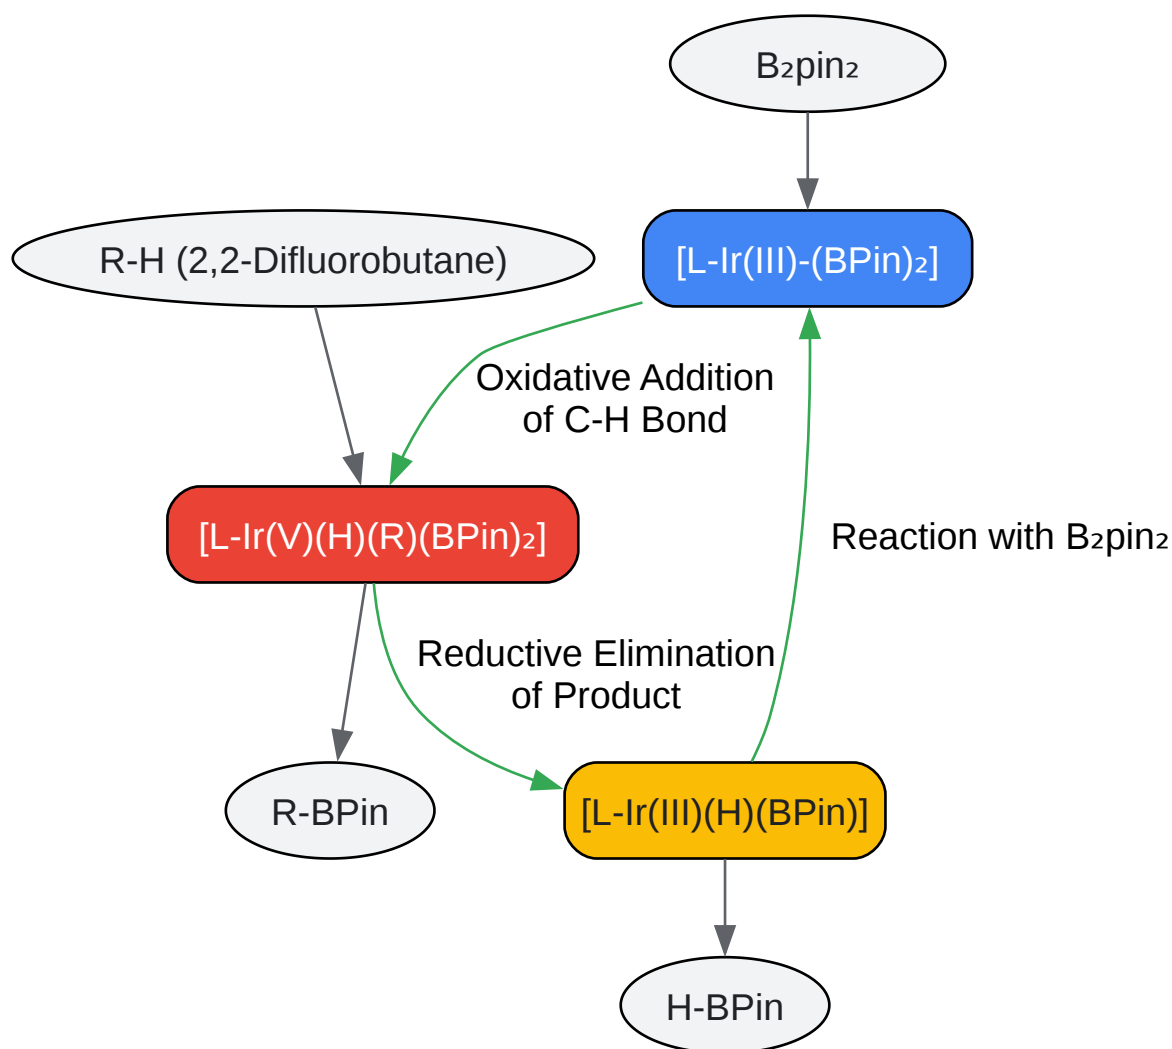 B₂pin₂
R-H (2,2-Difluorobutane)
[L-Ir(III)-(BPin)₂]
Oxidative Addition
of C-H Bond
[L-Ir(V)(H)(R)(BPin)₂]
Reaction with B₂pin₂
Reductive Elimination
of Product
R-BPin
[L-Ir(III)(H)(BPin)]
H-BPin